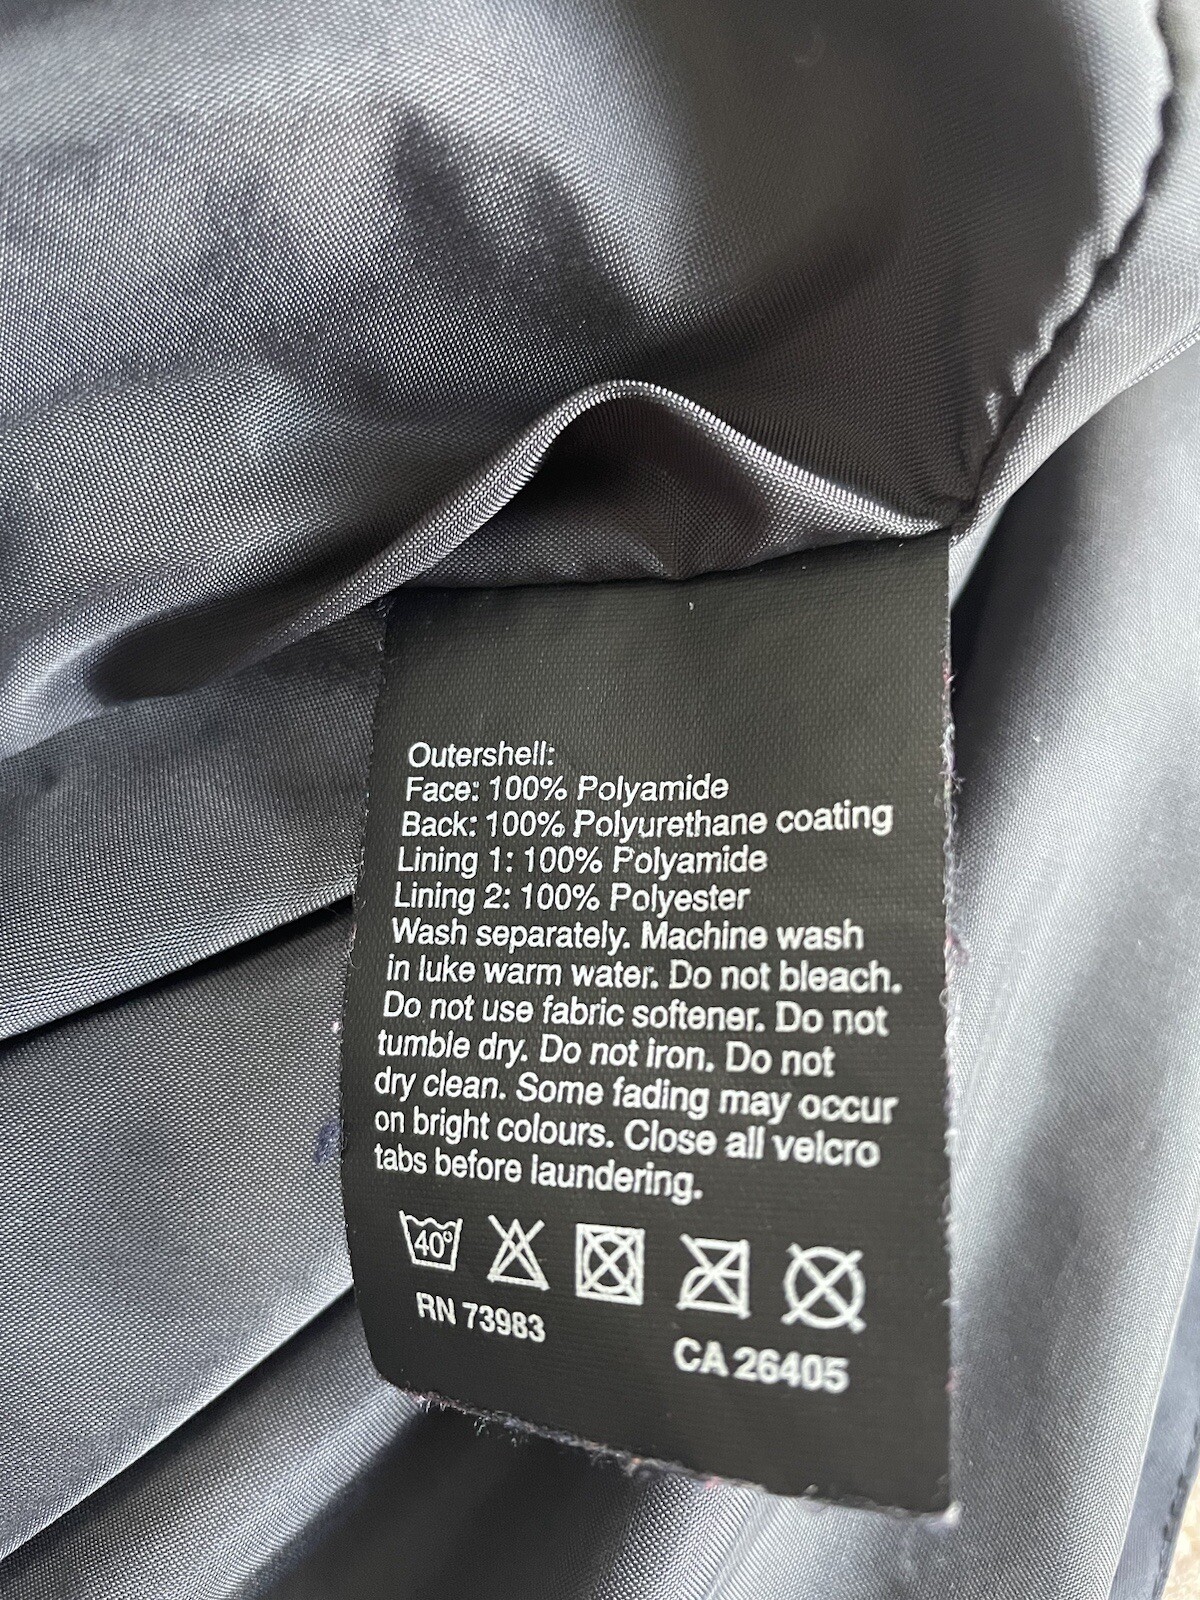 Outershell:
Face: 100% Polyamide
Back: 100% Polyurethane coating
Lining 1: 100% Polyamide
Lining 2: 100% Polyester
Wash separately. Machine wash
in luke warm water. Do not bleach.
Do not use fabric softener. Do not
tumble dry. Do not iron. Do not
dry clean. Some fading may occur
on bright colours. Close all velcro
tabs before laundering.
40°
RN 73983
CA 26405